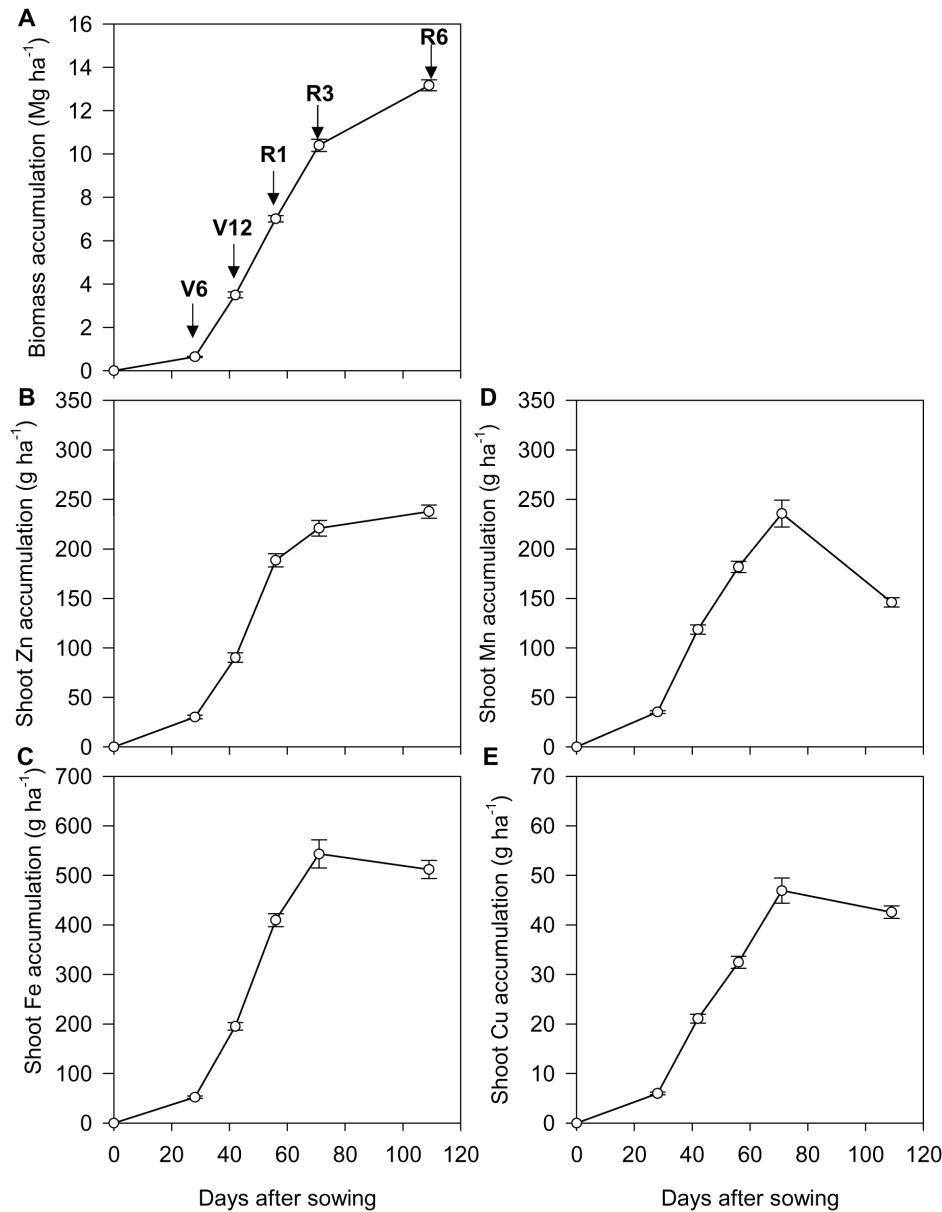 A
Biomass accumulation (Mg ha-1)
16
14
12
10
8
6
4
2
0
V6
V12
R1
R3
R6
B
Shoot Zn accumulation (g ha-1)
350
300
250
200
150
100
50
0
D
Shoot Mn accumulation (g ha-1)
350
300
250
200
150
100
50
0
C
Shoot Fe accumulation (g ha-1)
700
600
500
400
300
200
100
0
0 20 40 60 80 100 120
Days after sowing
E
Shoot Cu accumulation (g ha-1)
70
60
50
40
30
20
10
0
0 20 40 60 80 100 120
Days after sowing